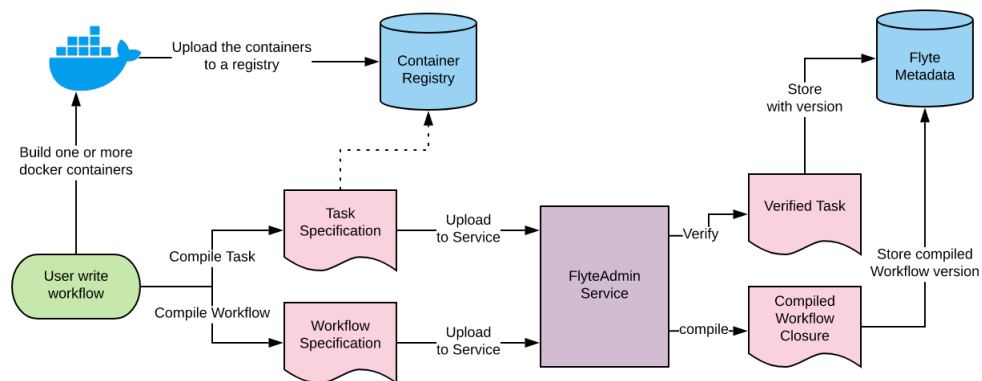 Upload the containers
to a registry
Container
Registry
Flyte
Metadata
Store
with version
Build one or more
docker containers
Task
Specification
Upload
to Service
Verified Task
Verify
Compile Task
User write
workflow
FlyteAdmin
Service
Store compiled
Workflow version
Compile Workflow
Workflow
Specification
Upload
to Service
compile
Compiled
Workflow
Closure